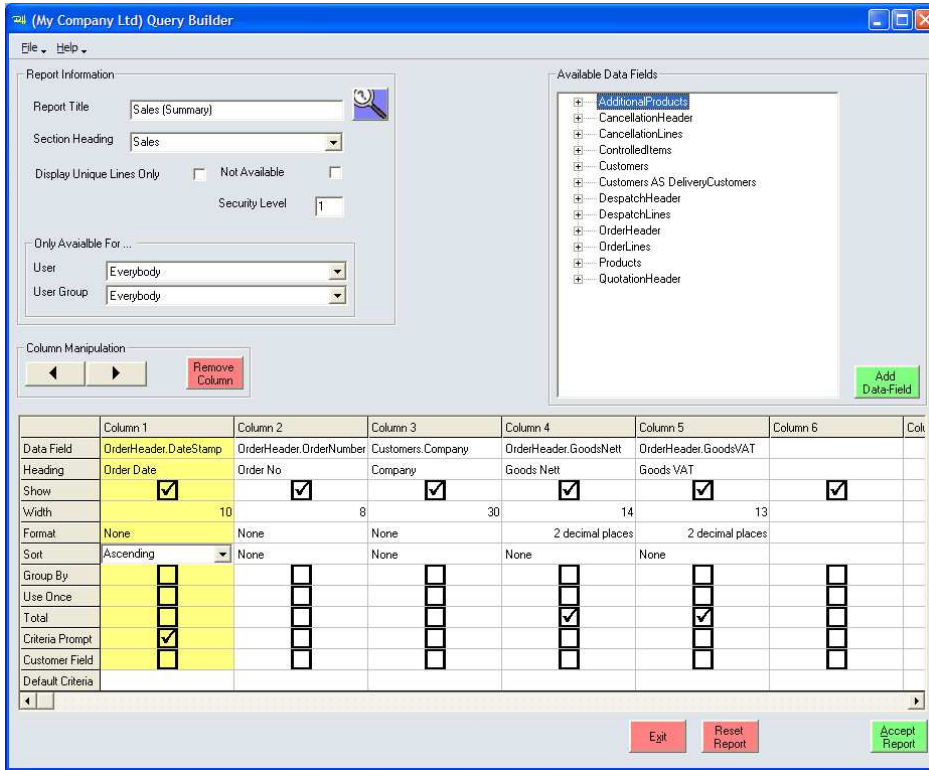 (My Company Ltd) Query Builder
File Help
Report Information
Report Title Sales (Summary)
Section Heading Sales
Display Unique Lines Only Not Available
Security Level 1
Only Avaialble For ...
User Everybody
User Group Everybody
Available Data Fields
AdditionalProducts
CancellationHeader
CancellationLines
ControlledItems
Customers
Customers AS DeliveryCustomers
DespatchHeader
DespatchLines
OrderHeader
OrderLines
Products
QuotationHeader
Column Manipulation
Remove
Column
Add
Data-Field
Column 1 Column 2 Column 3 Column 4 Column 5 Column 6 Colu
Data Field OrderHeader.DateStamp OrderHeader.OrderNumber Customers.Company OrderHeader.GoodsNett OrderHeader.GoodsVAT
Heading Order Date Order No Company Goods Nett Goods VAT
Show
Width 10 8 30 14 13
Format None None None 2 decimal places 2 decimal places
Sort Ascending None None None None
Group By
Use Once
Total
Criteria Prompt
Customer Field
Default Criteria
Exit
Reset
Report
Accept
Report